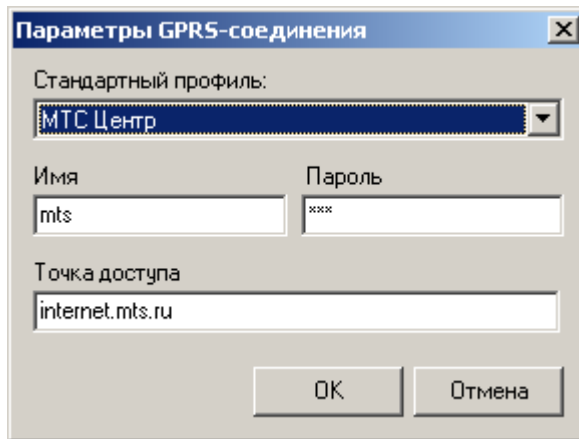 Параметры GPRS-соединения
Стандартный профиль:
МТС Центр
Имя Пароль
mts ***
Точка доступа
internet.mts.ru
OK Отмена